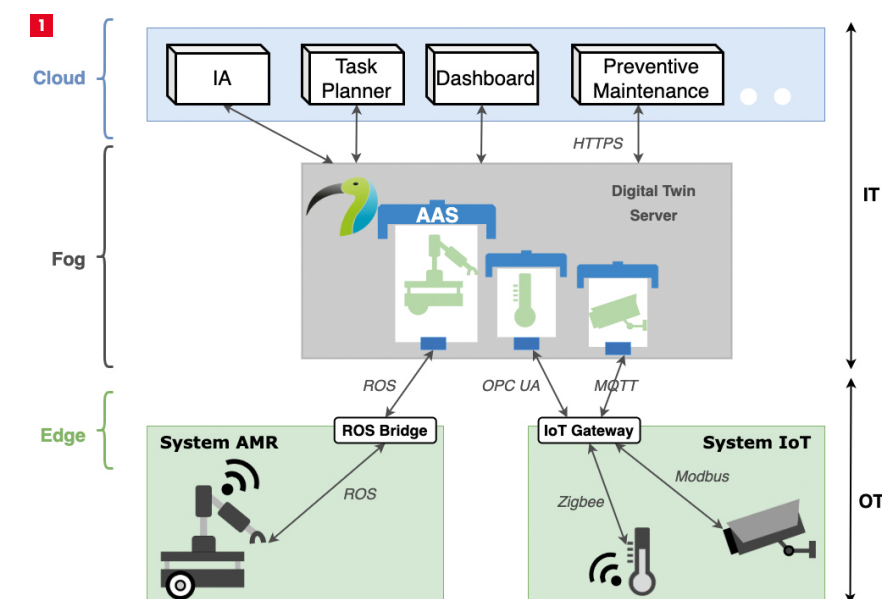 1
Cloud
IA
Task
Planner
Dashboard
Preventive
Maintenance
HTTPS
IT
Fog
Digital Twin
Server
AAS
ROS
OPC UA
MQTT
Edge
ROS Bridge
IoT Gateway
System AMR
System IoT
ROS
Zigbee
Modbus
OT